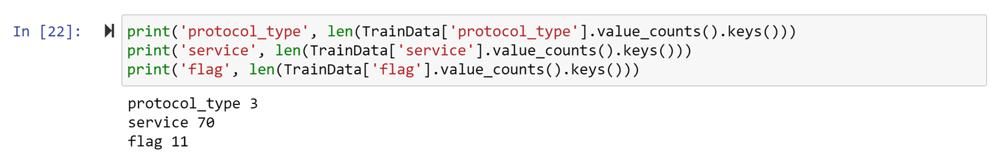 In [22]:
print('protocol_type', len(TrainData['protocol_type'].value_counts().keys()))
print('service', len(TrainData['service'].value_counts().keys()))
print('flag', len(TrainData['flag'].value_counts().keys()))
protocol_type 3
service 70
flag 11